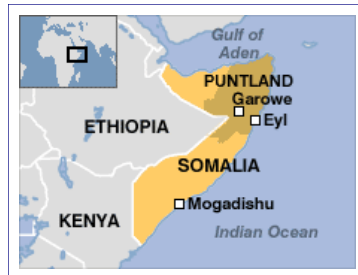 Gulf of
Aden
PUNTLAND
Garowe
Eyl
ETHIOPIA
SOMALIA
KENYA
Mogadishu
Indian Ocean